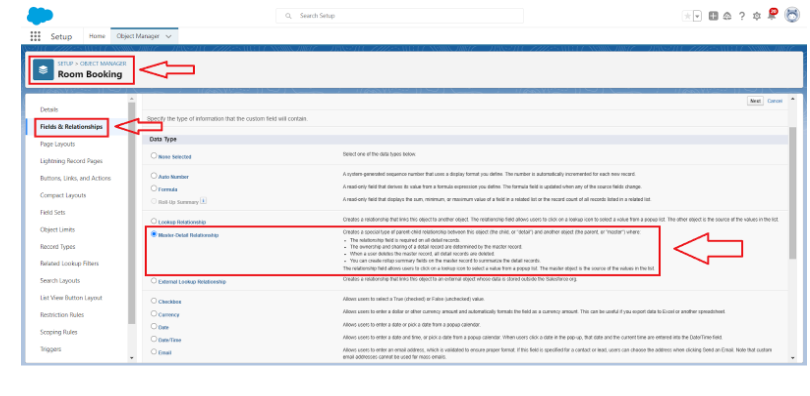 Search Setup
Setup
Home
Object Manager
SETUP > OBJECT MANAGER
Room Booking
Next Cancel
Details
Fields & Relationships
Page Layouts
Lightning Record Pages
Buttons, Links, and Actions
Compact Layouts
Field Sets
Object Limits
Record Types
Related Lookup Filters
Search Layouts
List View Button Layout
Restriction Rules
Scoping Rules
Triggers
Specify the type of information that the custom field will contain.
Data Type
None Selected
Select one of the data types below.
Auto Number
A system-generated sequence number that uses a display format you define. The number is automatically incremented for each new record.
Formula
A read-only field that derives its value from a formula expression you define. The formula field is updated when any of the source fields change.
Roll-Up Summary
A read-only field that displays the sum, minimum, or maximum value of a field in a related list or the record count of all records listed in a related list.
Lookup Relationship
Creates a relationship that links this object to another object. The relationship field allows users to click on a lookup icon to select a value from a popup list. The other object is the source of the values in the list.
Master-Detail Relationship
Creates a special type of parent-child relationship between this object (the child, or "detail") and another object (the parent, or "master") where:
• The relationship field is required on all detail records.
• The ownership and sharing of a detail record are determined by the master record.
• When a user deletes the master record, all detail records are deleted.
• You can create rollup summary fields on the master record to summarize the detail records.
The relationship field allows users to click on a lookup icon to select a value from a popup list. The master object is the source of the values in the list.
External Lookup Relationship
Creates a relationship that links this object to an external object whose data is stored outside the Salesforce org.
Checkbox
Allows users to select a True (checked) or False (unchecked) value.
Currency
Allows users to enter a dollar or other currency amount and automatically formats the field as a currency amount. This can be useful if you export data to Excel or another spreadsheet.
Date
Allows users to enter a date or pick a date from a popup calendar.
Date/Time
Allows users to enter a date and time, or pick a date from a popup calendar. When users click a date in the pop-up, that date and the current time are entered into the Date/Time field.
Email
Allows users to enter an email address, which is validated to ensure proper format. If this field is specified for a contact or lead, users can choose the address when clicking Send an Email. Note that custom
email addresses cannot be used for mass emails.